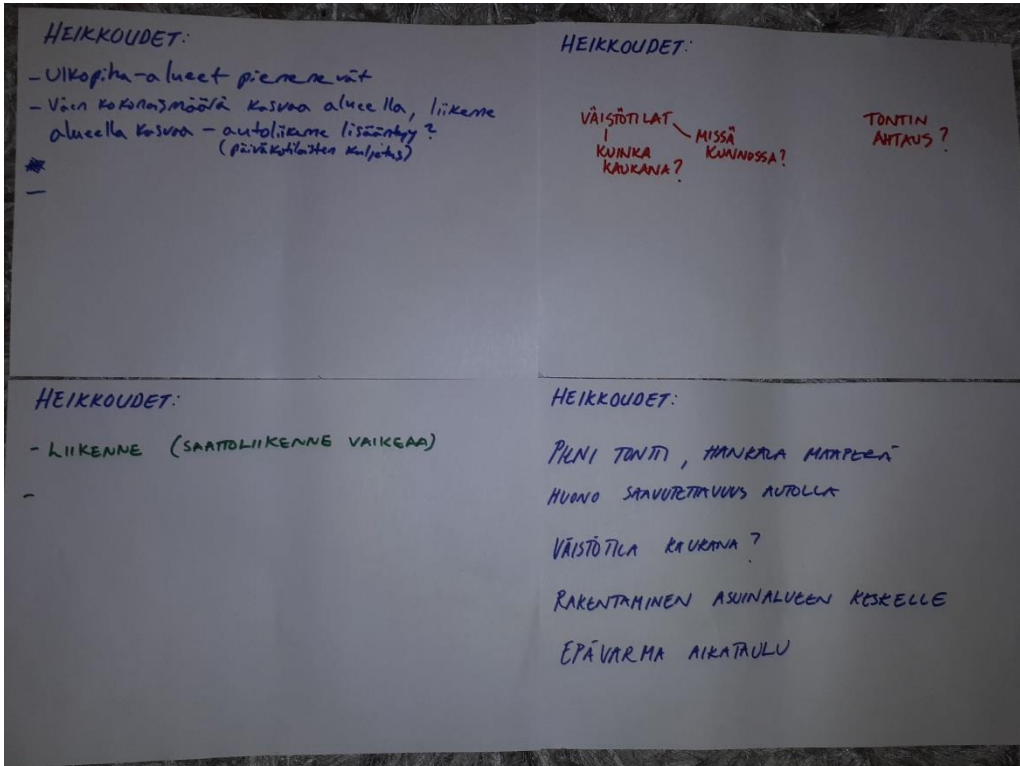 HEIKKOUDET:
- Ulkopiha-alueet pienenevät
- Väen kokonaismäärä kasvaa alueella, liikenne
alueella kasvaa - autoliikenne lisääntyy?
(päiväkotilaisten kuljetus)
-
HEIKKOUDET:
VÄISTÖTILAT
MISSÄ
KUNNOSSA?
KUINKA
KAUKANA?
TONTIN
AHTAUS?
HEIKKOUDET:
- LIIKENNE (SAATTOLIIKENNE VAIKEAA)
-
HEIKKOUDET:
PIENI TONTTI, HANKALA MAAPERÄ
HUONO SAAVUTETTAVUUS AUTOLLA
VÄISTÖTILA KAUKANA?
RAKENTAMINEN ASUINALUEEN KESKELLE
EPÄVARMA AIKATAULU